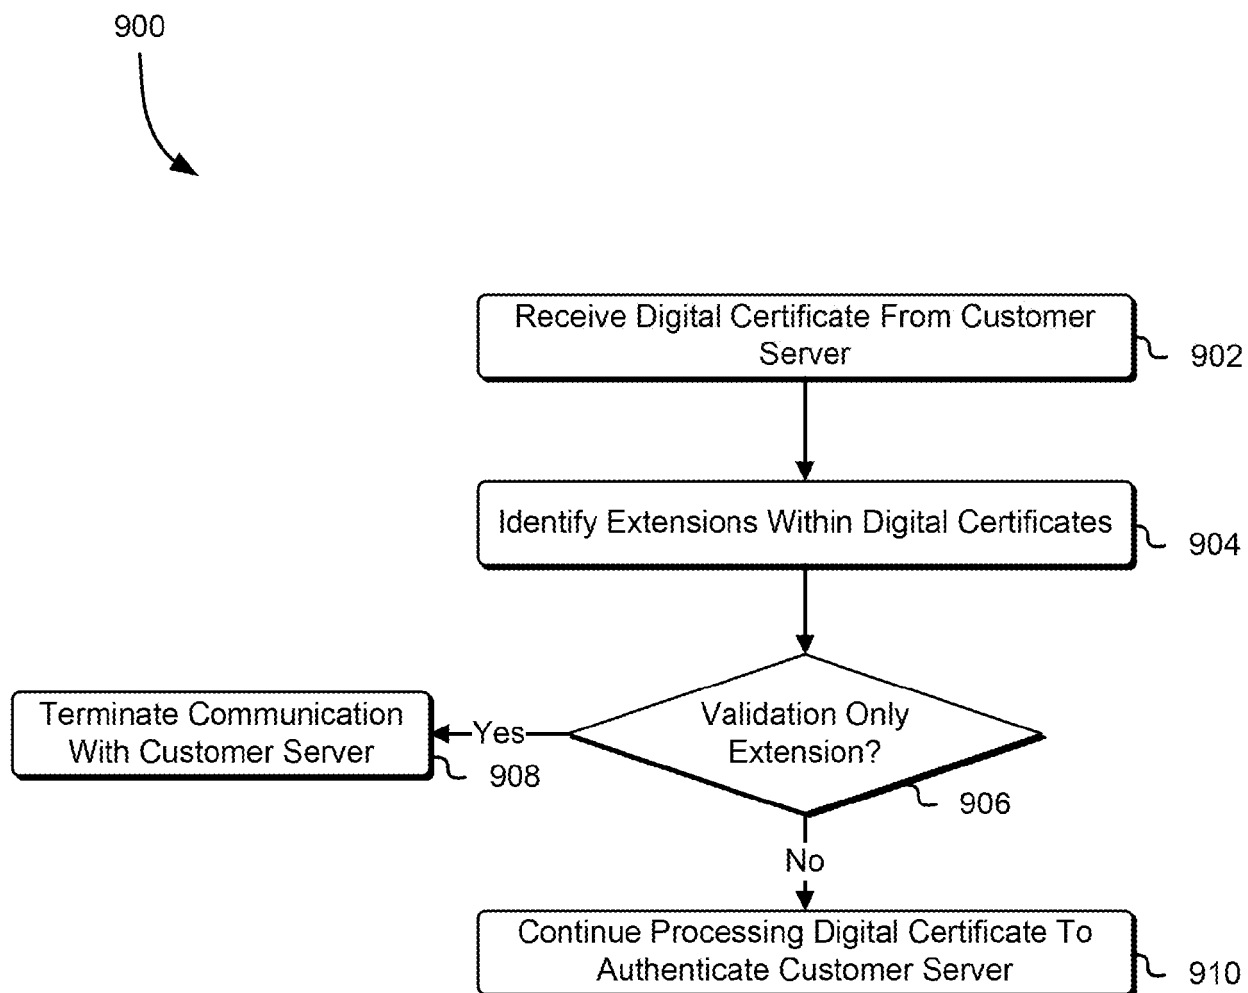 900
Receive Digital Certificate From Customer
Server
902
Identify Extensions Within Digital Certificates
904
Validation Only
Extension?
906
Yes
Terminate Communication
With Customer Server
908
No
Continue Processing Digital Certificate To
Authenticate Customer Server
910